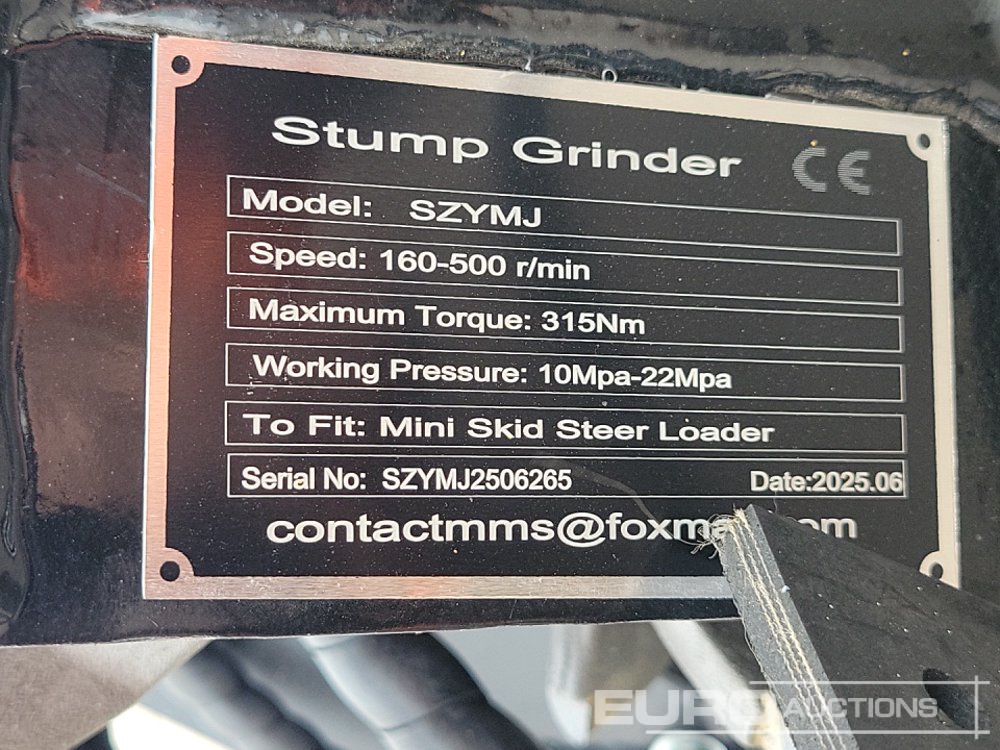 Stump Grinder CE
Model: SZYMJ
Speed: 160-500 r/min
Maximum Torque: 315Nm
Working Pressure: 10Mpa-22Mpa
To Fit: Mini Skid Steer Loader
Serial No: SZYMJ2506265 Date:2025.06
EURO AUCTIONS